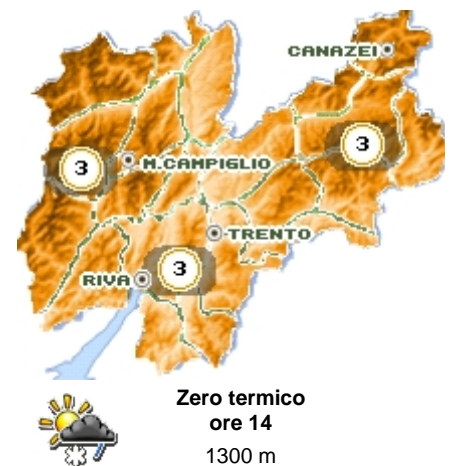 CANAZEI
3
3
M.CAMPIGLIO
TRENTO
3
RIVA
Zero termico
ore 14
1300 m